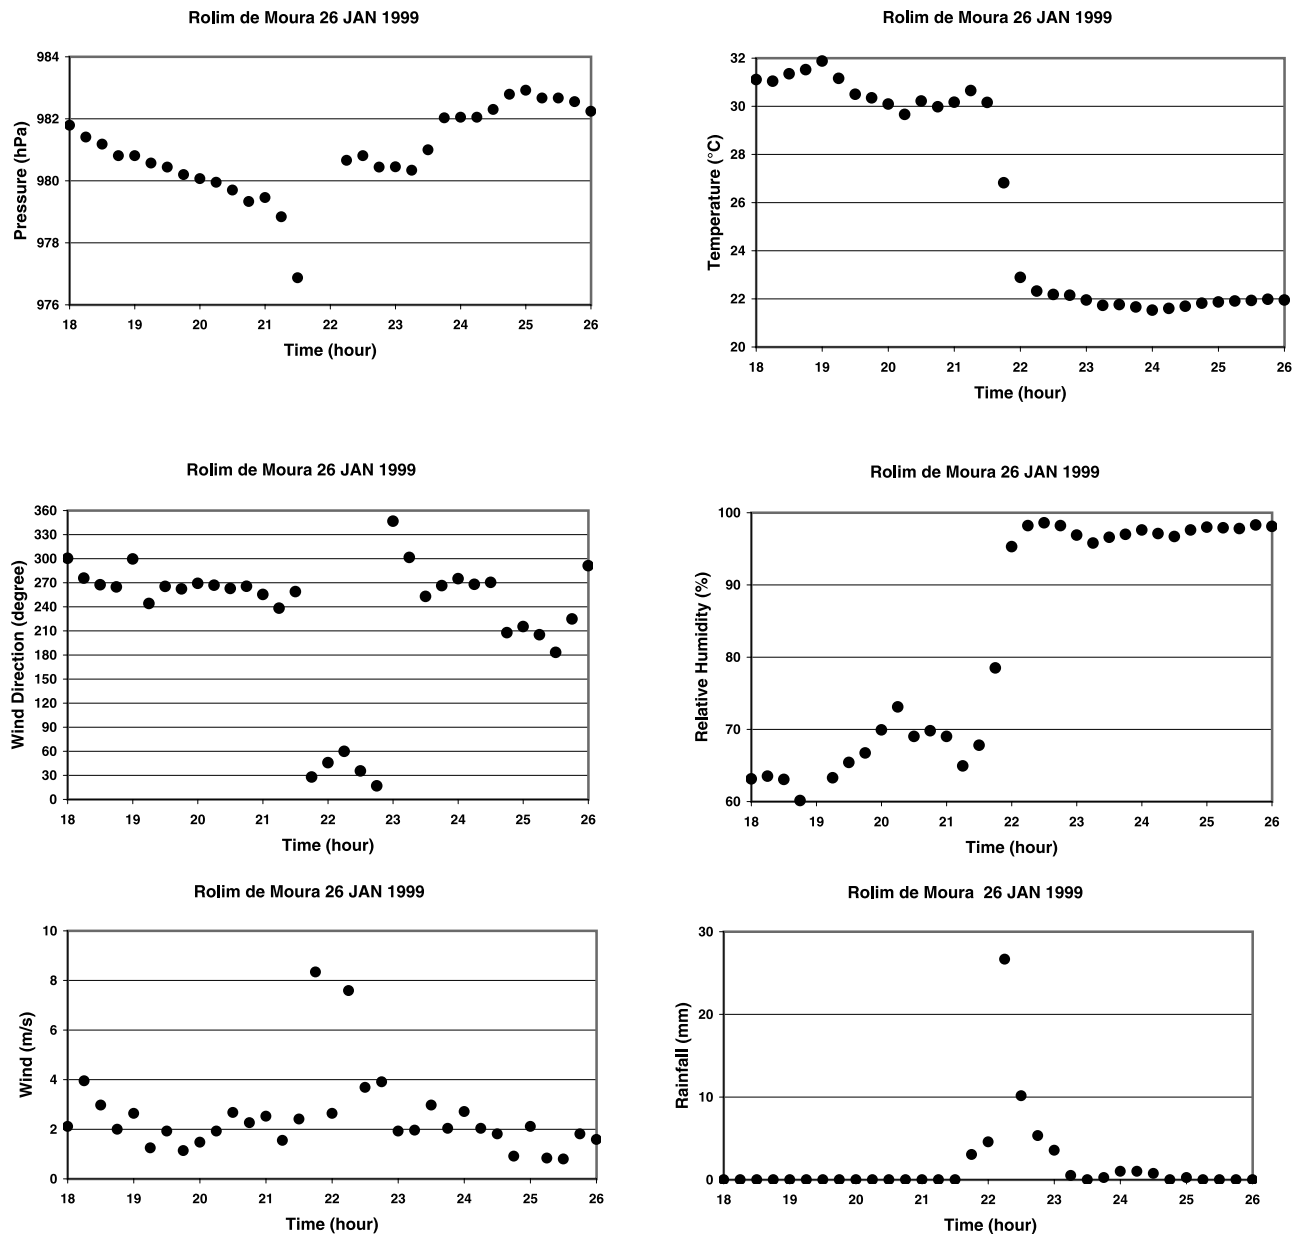 Rolim de Moura 26 JAN 1999
984
982
980
978
976
Pressure (hPa)
18 19 20 21 22 23 24 25 26
Time (hour)
Rolim de Moura 26 JAN 1999
32
30
28
26
24
22
20
Temperature (°C)
18 19 20 21 22 23 24 25 26
Time (hour)
Rolim de Moura 26 JAN 1999
360
330
300
270
240
210
180
150
120
90
60
30
0
Wind Direction (degree)
18 19 20 21 22 23 24 25 26
Time (hour)
Rolim de Moura 26 JAN 1999
100
90
80
70
60
Relative Humidity (%)
18 19 20 21 22 23 24 25 26
Time (hour)
Rolim de Moura 26 JAN 1999
10
8
6
4
2
0
Wind (m/s)
18 19 20 21 22 23 24 25 26
Time (hour)
Rolim de Moura 26 JAN 1999
30
20
10
0
Rainfall (mm)
18 19 20 21 22 23 24 25 26
Time (hour)